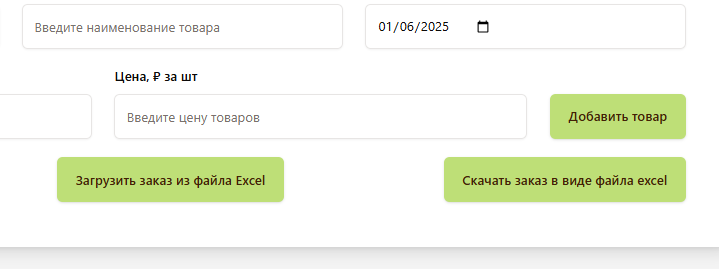 Введите наименование товара
01/06/2025
Цена, ₽ за шт
Введите цену товаров
Добавить товар
Загрузить заказ из файла Excel
Скачать заказ в виде файла excel